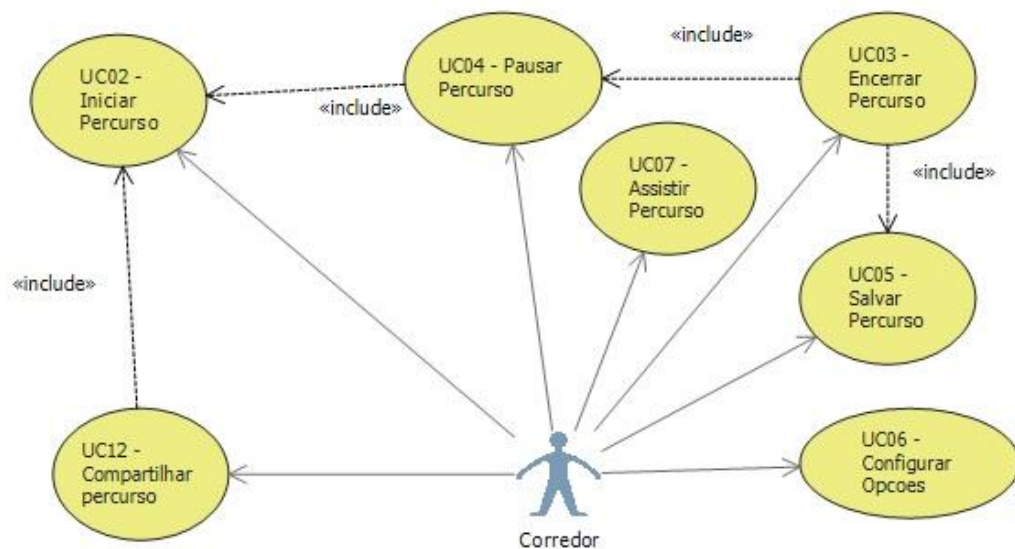 «include»
UC02 -
Iniciar
Percurso
UC04 - Pausar
Percurso
UC03 -
Encerrar
Percurso
«include»
UC07 -
Assistir
Percurso
«include»
UC05 -
Salvar
Percurso
«include»
UC12 -
Compartilhar
percurso
UC06 -
Configurar
Opcoes
Corredor